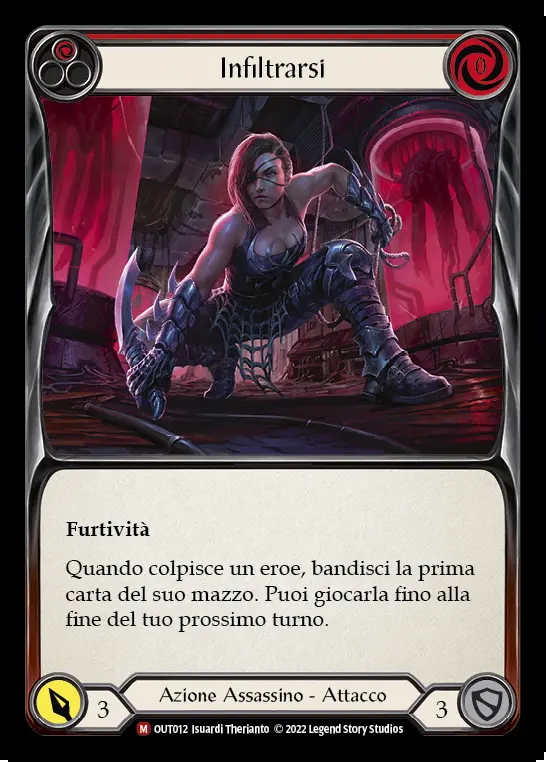 Infiltrarsi
0
Furtività
Quando colpisce un eroe, bandisci la prima
carta del suo mazzo. Puoi giocarla fino alla
fine del tuo prossimo turno.
3
Azione Assassino - Attacco
3
M OUT012 Isuardi Therianto © 2022 Legend Story Studios